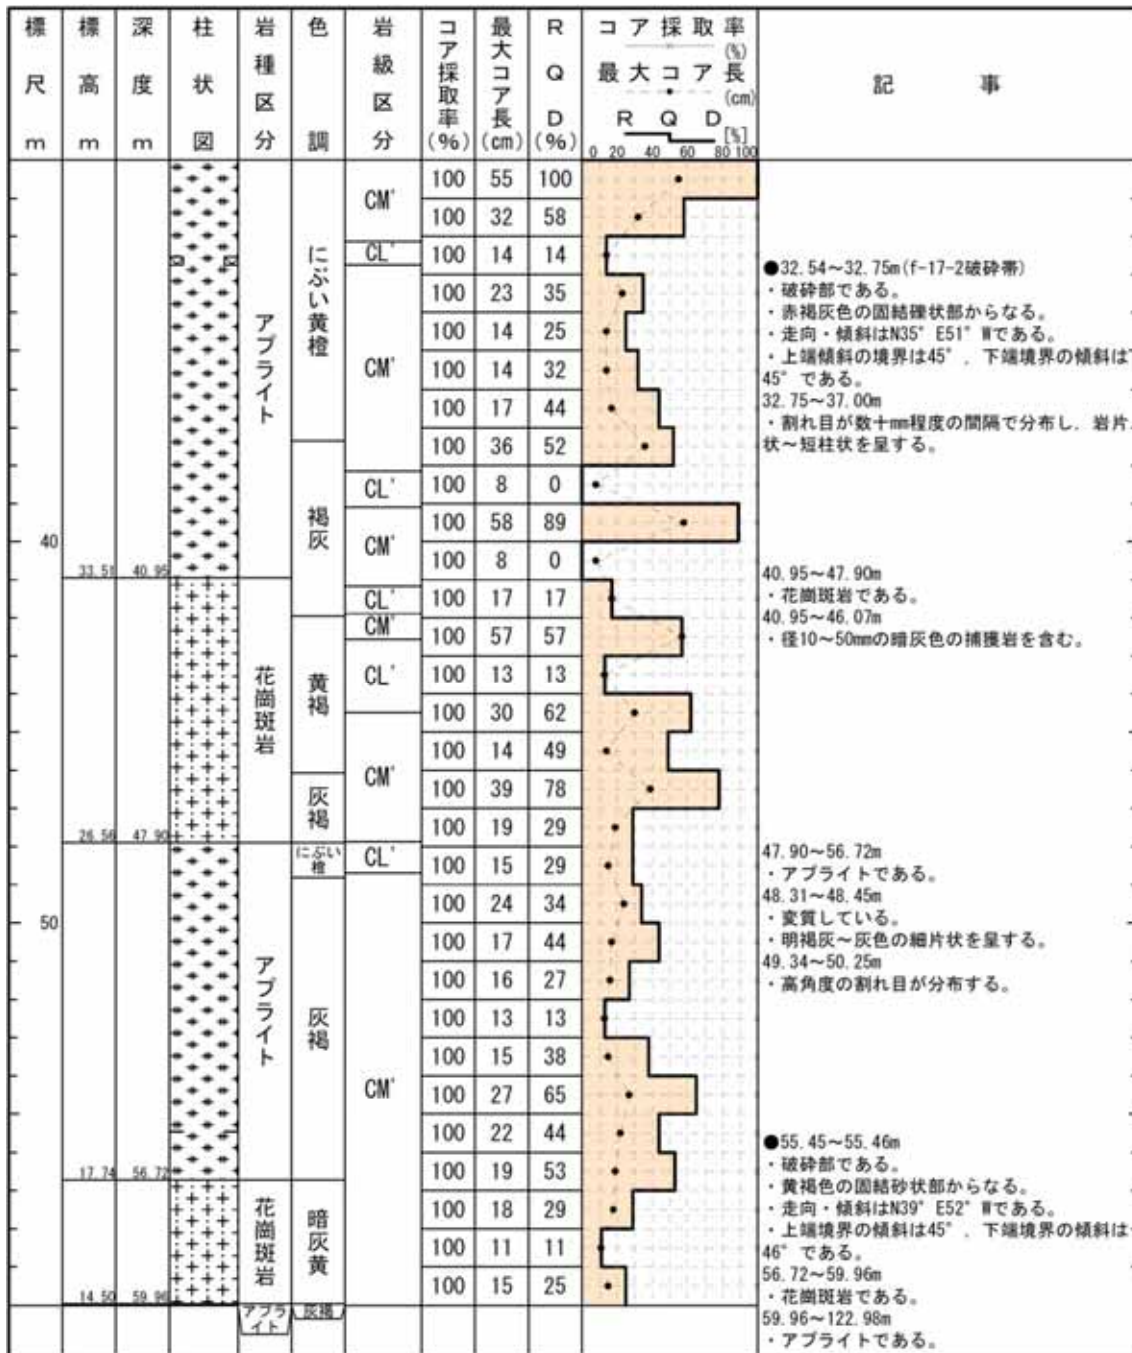 標尺 m
標高 m
深度 m
柱状図
岩種区分
色調
岩級区分
コア採取率(%)
最大コア長(cm)
RQD(%)
コア採取率
(%)
最大コア長
(cm)
RQD
[%]
0 20 40 60 80 100
記事
100 55 100
CM'
100 32 58
CL'
100 14 14
にぶい黄橙
アプライト
100 23 35
100 14 25
CM'
100 14 32
100 17 44
100 36 52
CL'
100 8 0
褐灰
100 58 89
40
CM'
100 8 0
33.51 40.95
CL'
100 17 17
CM'
100 57 57
CL'
100 13 13
花崗斑岩
黄褐
100 30 62
100 14 49
CM'
100 39 78
灰褐
100 19 29
26.56 47.90
にぶい橙
CL'
100 15 29
100 24 34
50
100 17 44
アプライト
灰褐
100 16 27
100 13 13
100 15 38
CM'
100 27 65
100 22 44
100 19 53
17.74 56.72
100 18 29
花崗斑岩
暗灰黄
100 11 11
100 15 25
14.50 59.96
アプライト
灰褐
●32.54～32.75m(f-17-2破砕帯)
・破砕部である。
・赤褐灰色の固結礫状部からなる。
・走向・傾斜はN35°E51°Wである。
・上端傾斜の境界は45°，下端境界の傾斜は
45°である。
32.75～37.00m
・割れ目が数十mm程度の間隔で分布し，岩片
状～短柱状を呈する。
40.95～47.90m
・花崗斑岩である。
40.95～46.07m
・径10～50mmの暗灰色の捕獲岩を含む。
47.90～56.72m
・アプライトである。
48.31～48.45m
・変質している。
・明褐灰～灰色の細片状を呈する。
49.34～50.25m
・高角度の割れ目が分布する。
●55.45～55.46m
・破砕部である。
・黄褐色の固結砂状部からなる。
・走向・傾斜はN39°E52°Wである。
・上端境界の傾斜は45°，下端境界の傾斜は
46°である。
56.72～59.96m
・花崗斑岩である。
59.96～122.98m
・アプライトである。